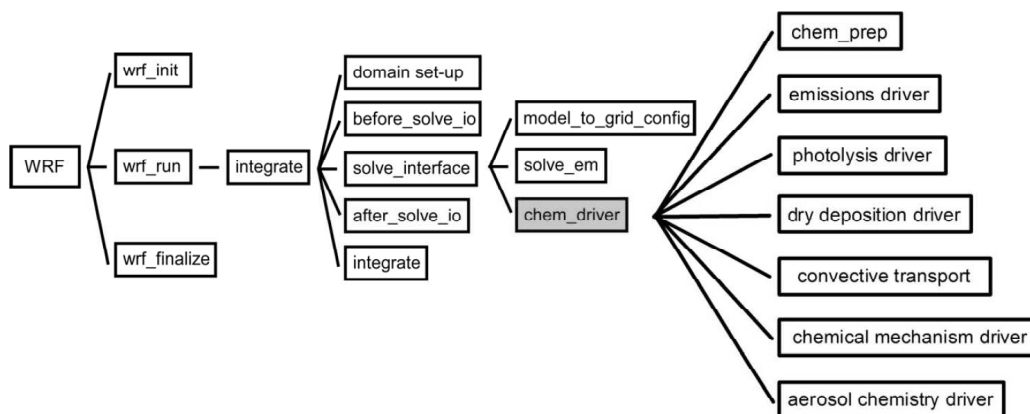 WRF
wrf_init
wrf_run
wrf_finalize
integrate
domain set-up
before_solve_io
solve_interface
after_solve_io
integrate
model_to_grid_config
solve_em
chem_driver
chem_prep
emissions driver
photolysis driver
dry deposition driver
convective transport
chemical mechanism driver
aerosol chemistry driver